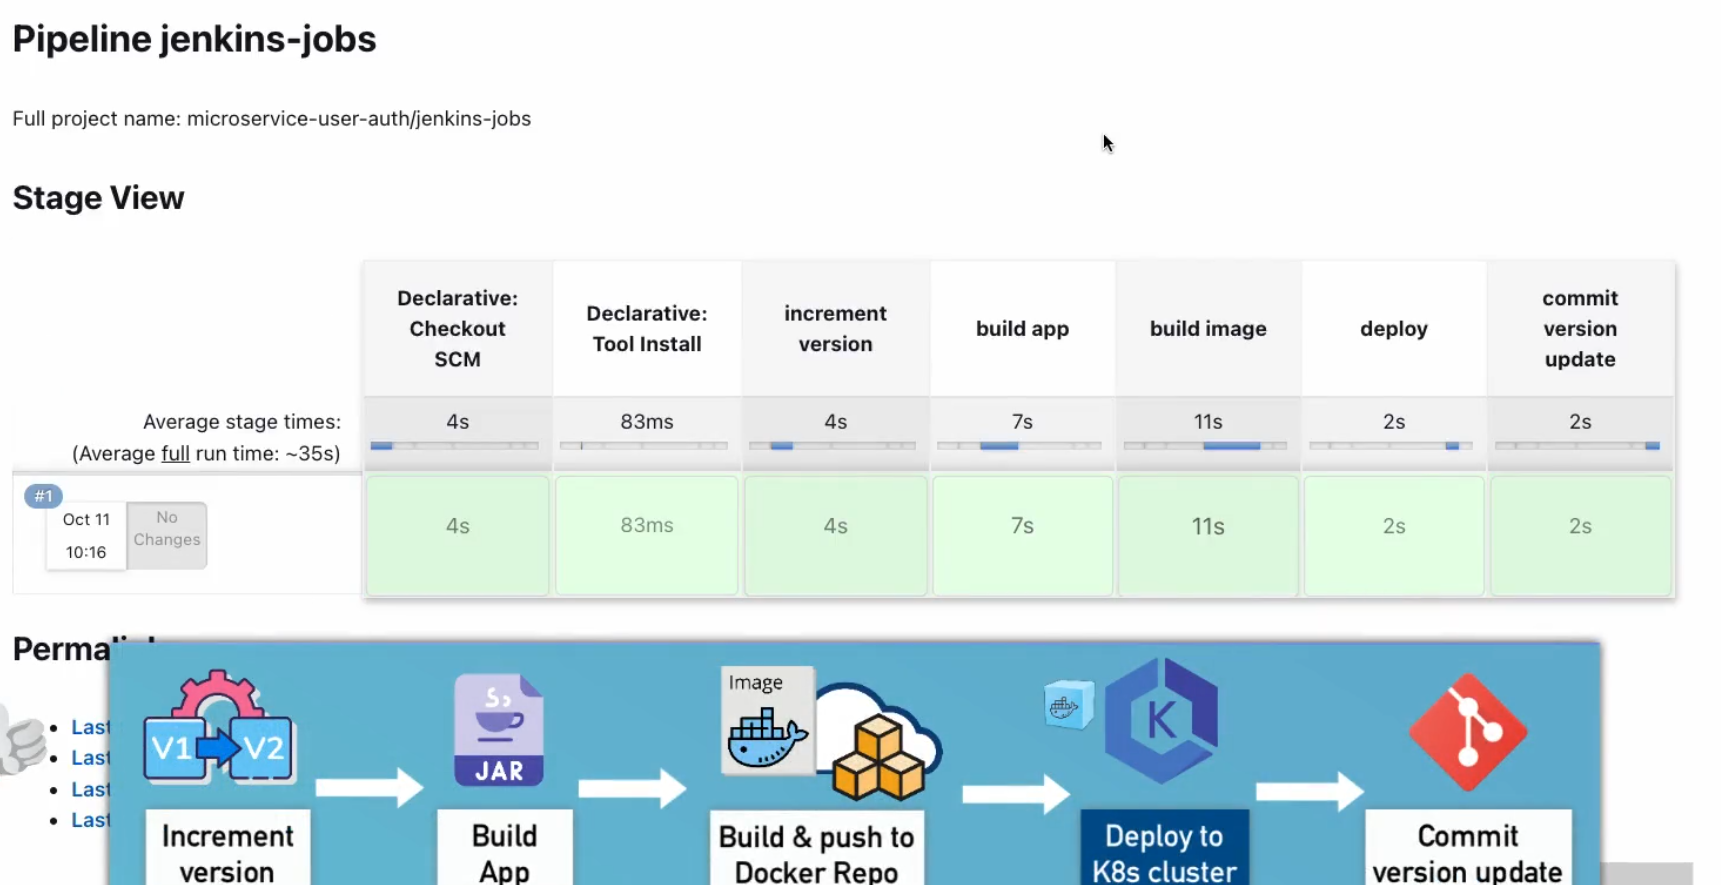 Pipeline jenkins-jobs
Full project name: microservice-user-auth/jenkins-jobs
Stage View
Declarative:
Checkout
SCM
Declarative:
Tool Install
increment
version
build app
build image
deploy
commit
version
update
Average stage times:
(Average full run time: ~35s)
4s
83ms
4s
7s
11s
2s
2s
#1
Oct 11
10:16
No
Changes
4s
83ms
4s
7s
11s
2s
2s
Last
Last
Last
Last
V1
V2
JAR
Image
K
Increment
version
Build
App
Build & push to
Docker Repo
Deploy to
K8s cluster
Commit
version update